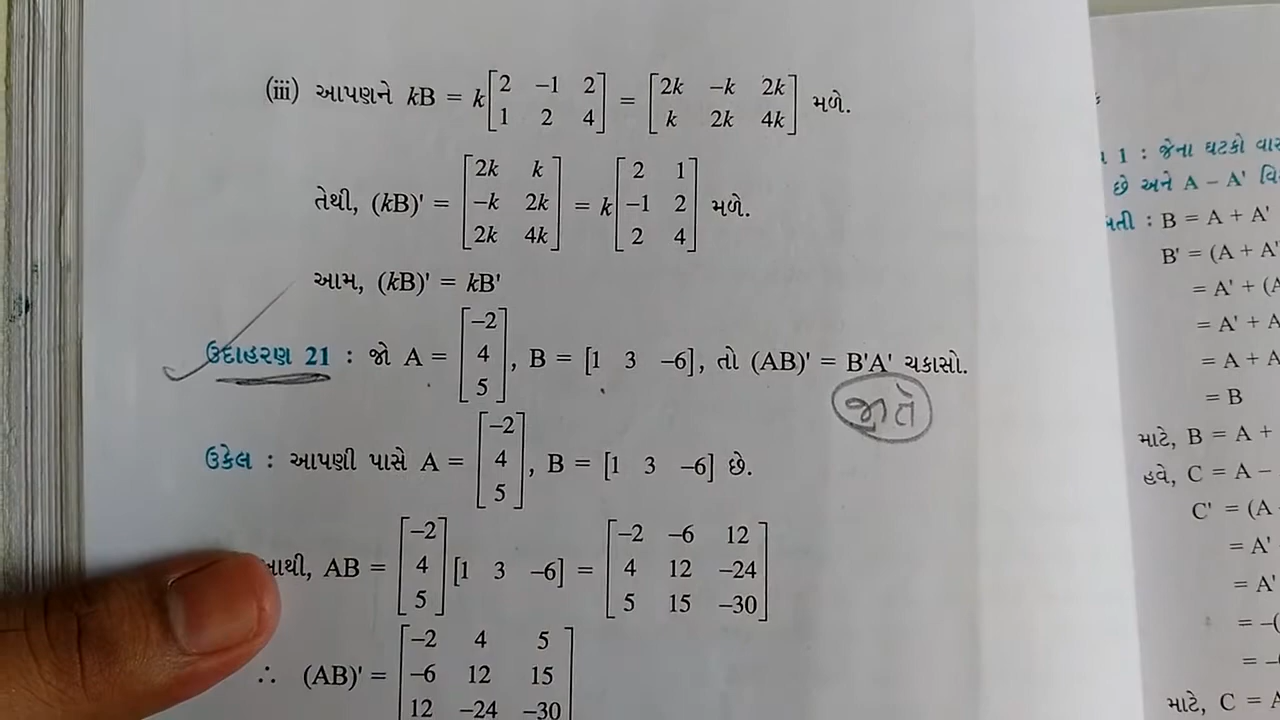 (iii) આપણને kB = k[2 −1 2; 1 2 4] = [2k −k 2k; k 2k 4k] મળે.
તેથી, (kB)' = [2k k; −k 2k; 2k 4k] = k[2 1; −1 2; 2 4] મળે.
આમ, (kB)' = kB'
ઉદાહરણ 21 : જો A = [−2; 4; 5], B = [1 3 −6], તો (AB)' = B'A' ચકાસો.
જાતે
ઉકેલ : આપણી પાસે A = [−2; 4; 5], B = [1 3 −6] છે.
AB = [−2; 4; 5] [1 3 −6] = [−2 −6 12; 4 12 −24; 5 15 −30]
∴ (AB)' = [−2 4 5; −6 12 15; 12 −24 −30]
1 : જેના ઘટકો
છે અને A − A'
: B = A + A'
B' = (A + A'
= A' + (A
= A' + A
= A + A
= B
માટે, B = A +
હવે, C = A −
C' = (A
= A'
= A'
= −(
= −
માટે, C =